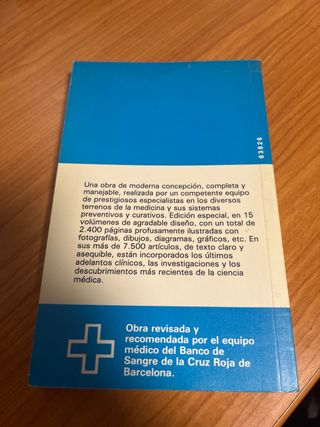 63826
Una obra de moderna concepción, completa y
manejable, realizada por un competente equipo
de prestigiosos especialistas en los diversos
terrenos de la medicina y sus sistemas
preventivos y curativos. Edición especial, en 15
volúmenes de agradable diseño, con un total de
2.400 páginas profusamente ilustradas con
fotografías, dibujos, diagramas, gráficos, etc. En
sus más de 7.500 artículos, de texto claro y
asequible, están incorporados los últimos
adelantos clínicos, las investigaciones y los
descubrimientos más recientes de la ciencia
médica.
Obra revisada y
recomendada por el equipo
médico del Banco de
Sangre de la Cruz Roja de
Barcelona.